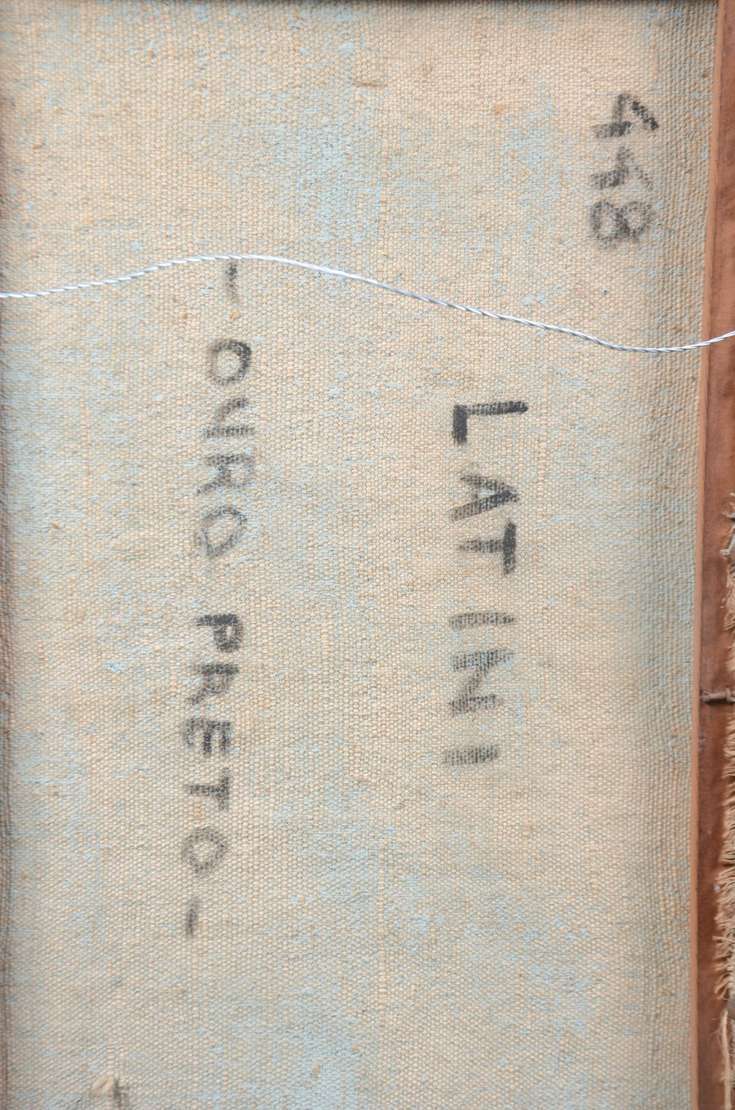 448
LATINI
- OURO PRETO -